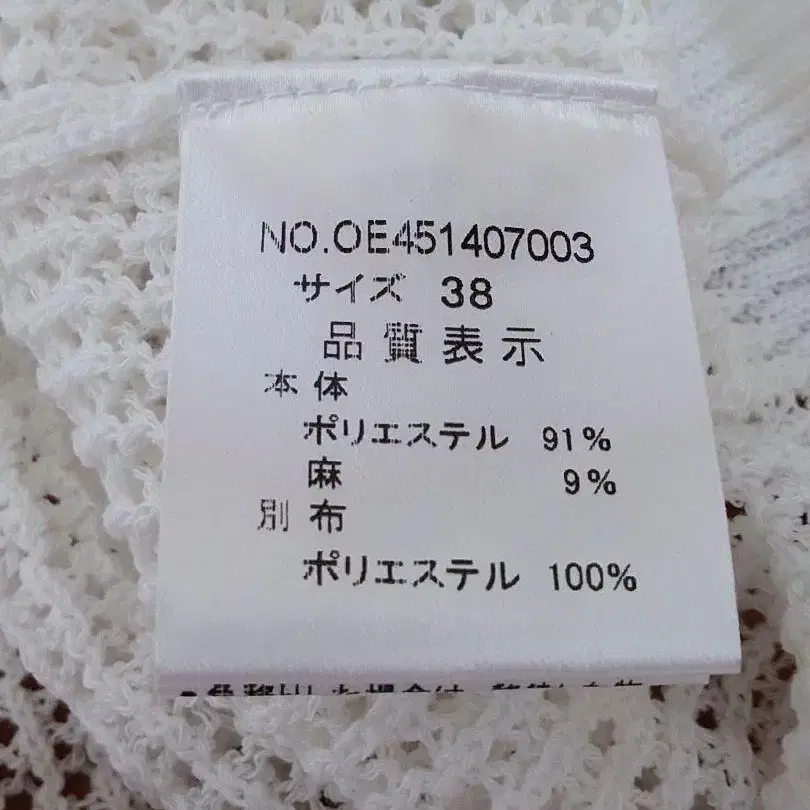 NO.OE451407003
サイズ 38
品質表示
本体
ポリエステル 91%
麻 9%
別布
ポリエステル 100%